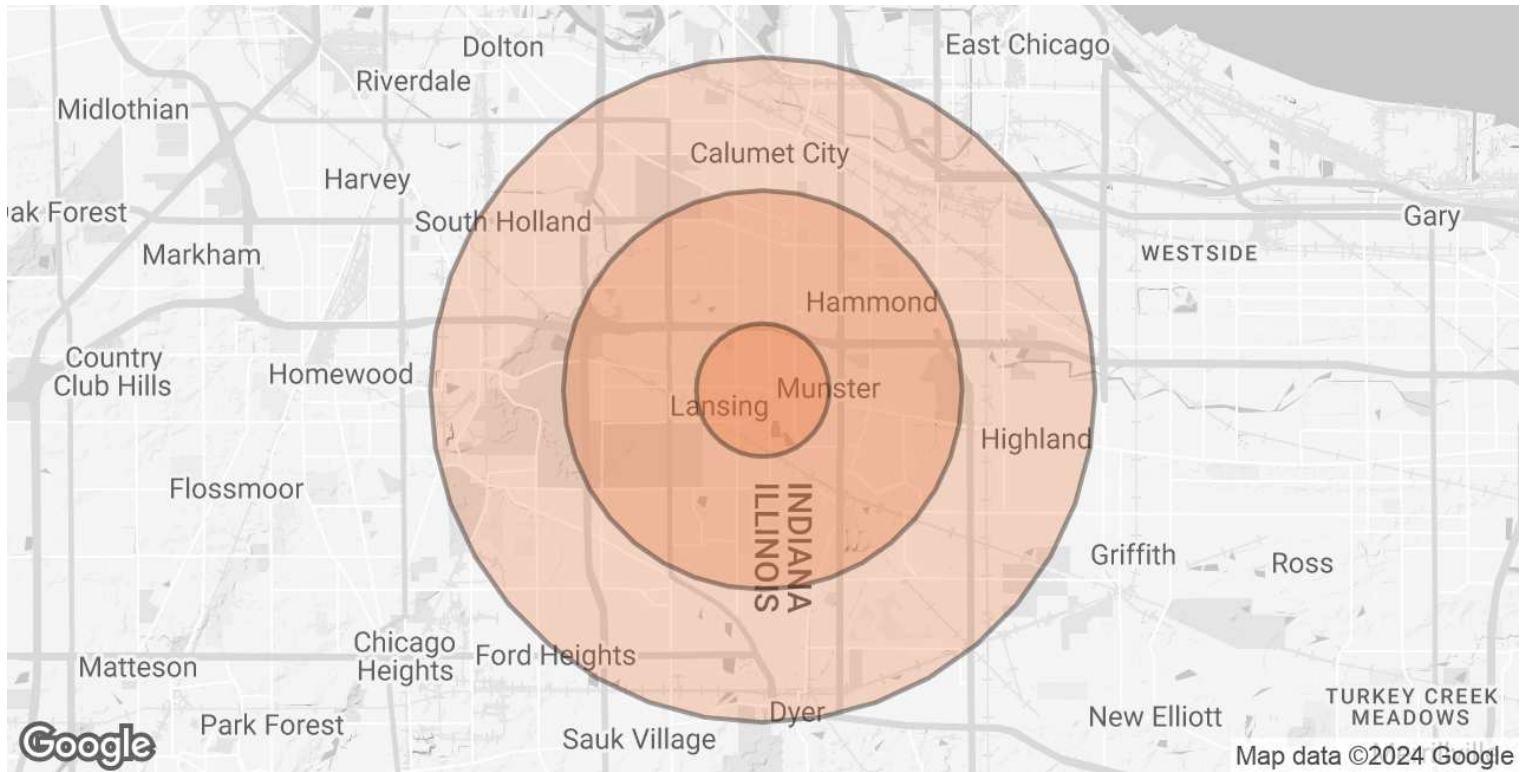 Dolton
East Chicago
Riverdale
Midlothian
Calumet City
Harvey
ak Forest
South Holland
Gary
Markham
WESTSIDE
Hammond
Country
Club Hills
Homewood
Munster
Lansing
Highland
Flossmoor
INDIANA
ILLINOIS
Griffith
Ross
Chicago
Heights
Ford Heights
Matteson
TURKEY CREEK
MEADOWS
Park Forest
Dyer
New Elliott
Sauk Village
Google
Map data ©2024 Google